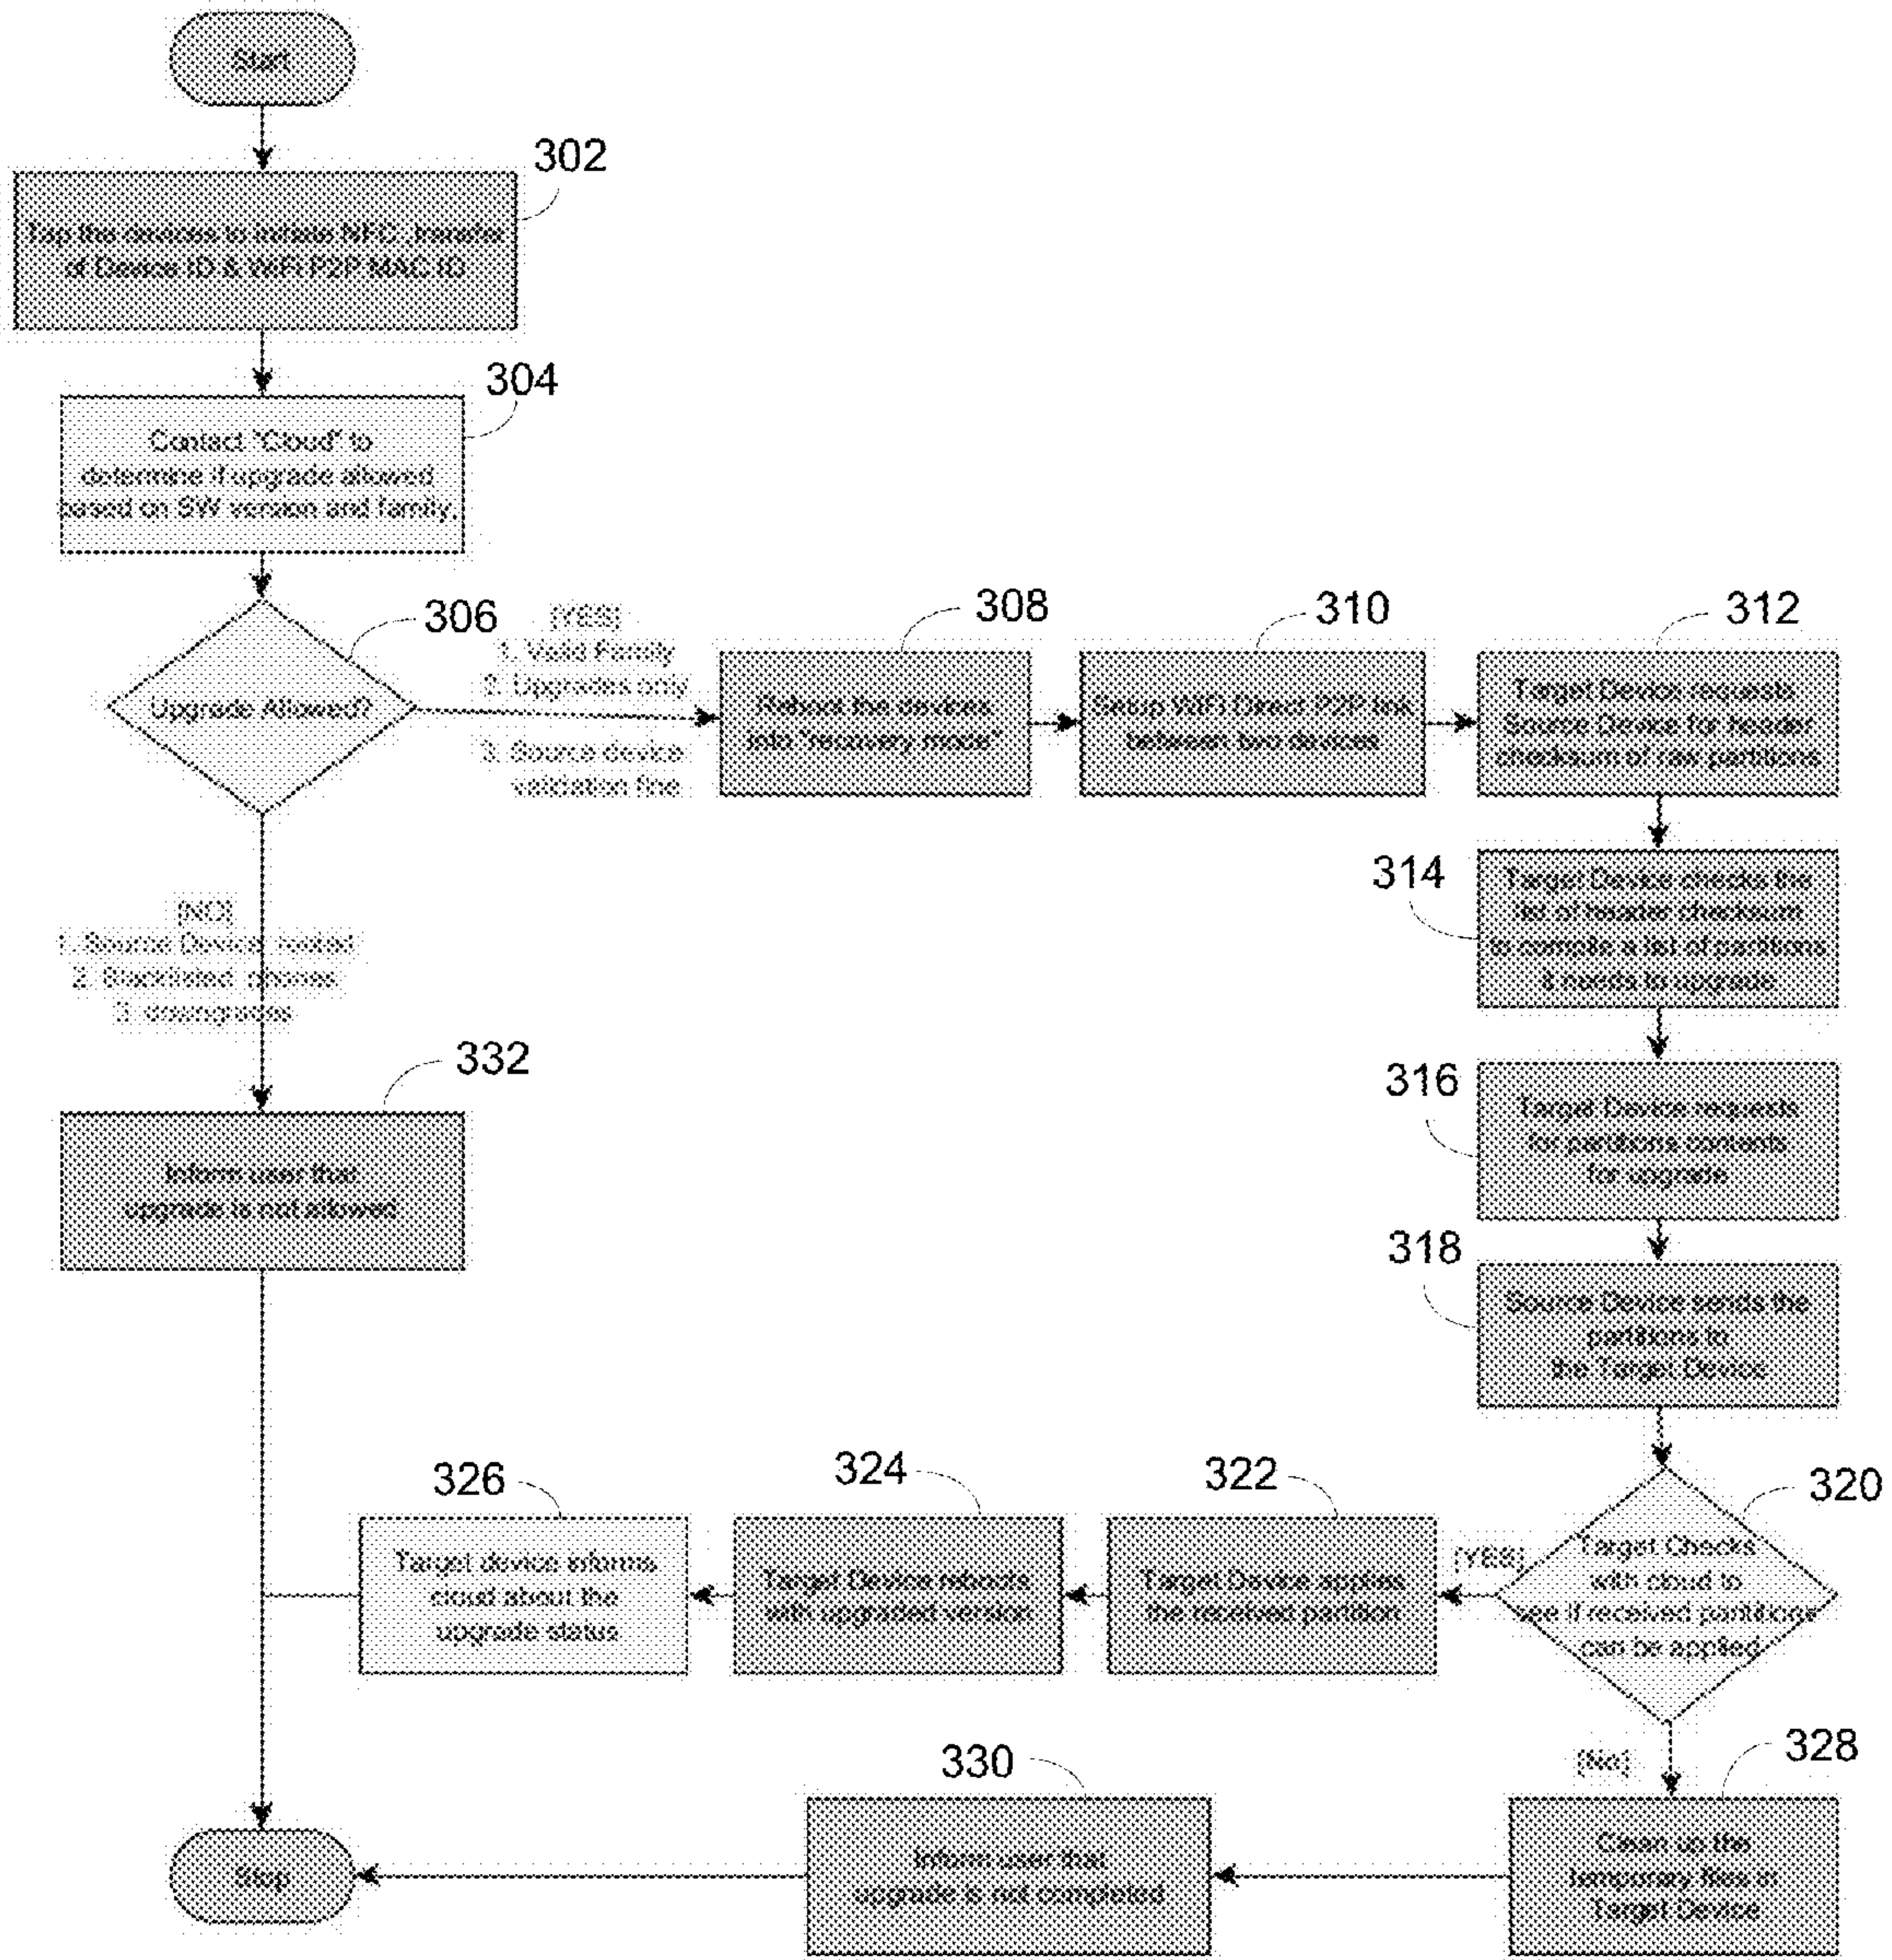 Start
302
Tap the devices to initiate NFC, transfer
of Device ID & WiFi P2P MAC ID
304
Contact "Cloud" to
determine if upgrade allowed
based on SW version and family.
306
Upgrade Allowed?
[YES]
1. Valid Family
2. Upgrades only
3. Source device
validation fine
308
Reboot the devices
into "recovery mode"
310
Setup WiFi Direct P2P link
between two devices
312
Target Device requests
Source Device for header
checksum of raw partitions
314
Target Device checks the
list of header checksum
to compile a list of partitions
it needs to upgrade
316
Target Device requests
for partitions contents
for upgrade
318
Source Device sends the
partitions to
the Target Device
320
Target Checks
with cloud to
see if received partitions
can be applied
[YES]
322
Target Device applies
the received partition
324
Target Device reboots
with upgraded version
326
Target device informs
cloud about the
upgrade status
[No]
328
Clean up the
temporary files in
Target Device
330
Inform user that
upgrade is not completed
[NO]
1. Source Device rooted
2. Blacklisted phones
3. downgrades
332
Inform user that
upgrade is not allowed
Stop